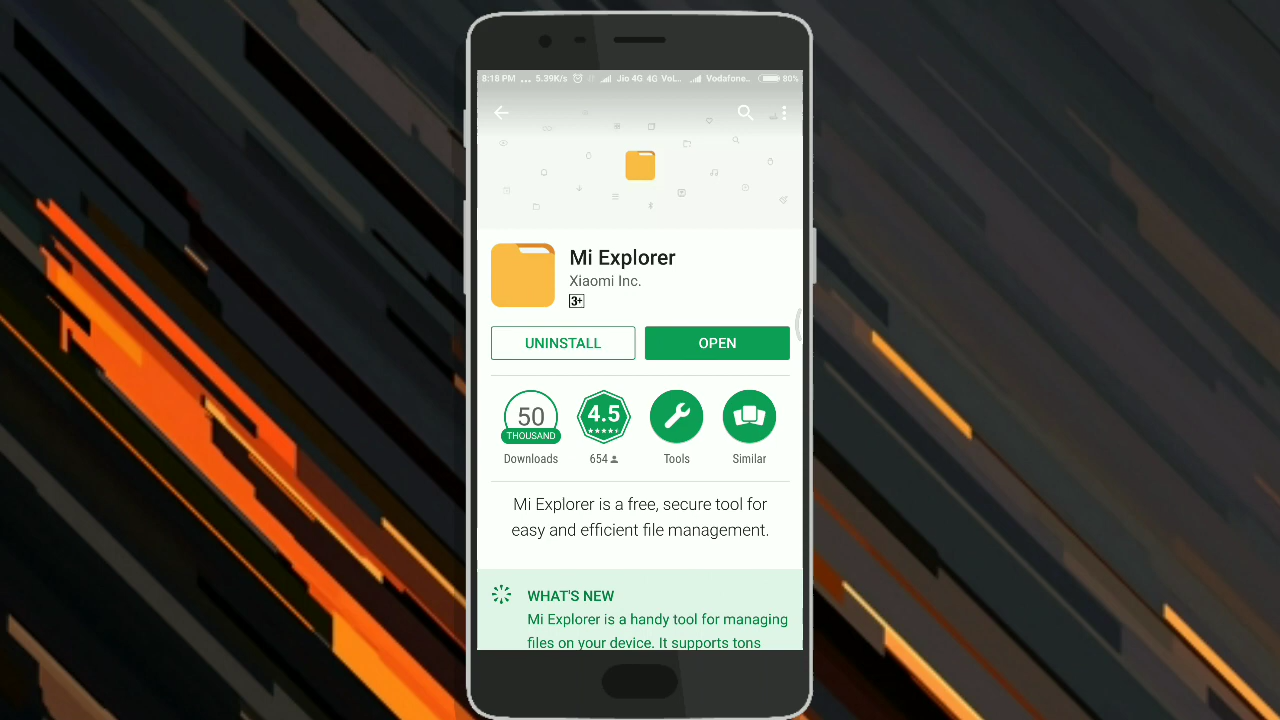 8:18 PM ... 5.39K/s Jio 4G 4G VoL... Vodafone.. 80%
Mi Explorer
Xiaomi Inc.
3+
UNINSTALL
OPEN
50
THOUSAND
4.5
Downloads
654
Tools
Similar
Mi Explorer is a free, secure tool for
easy and efficient file management.
WHAT'S NEW
Mi Explorer is a handy tool for managing
files on your device. It supports tons